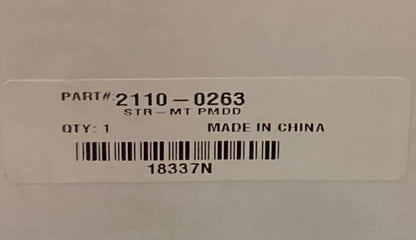 PART#: 2110-0263
STR-MT PMDD
QTY: 1 MADE IN CHINA
18337N